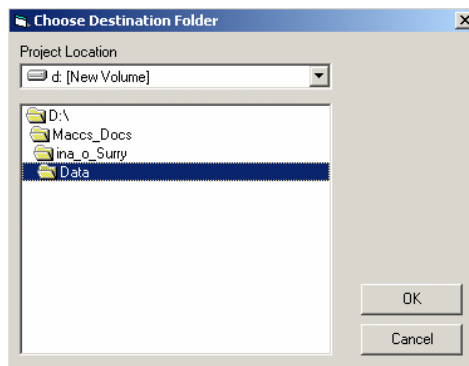 Choose Destination Folder
Project Location
d: [New Volume]
D:\
Maccs_Docs
ina_o_Surry
Data
OK
Cancel